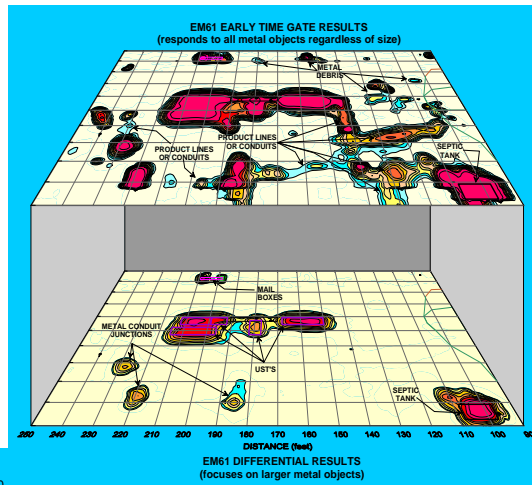 EM61 EARLY TIME GATE RESULTS
(responds to all metal objects regardless of size)
METAL
DEBRIS
PRODUCT LINES
OR CONDUITS
PRODUCT LINES
OR CONDUITS
SEPTIC
TANK
MAIL
BOXES
METAL CONDUIT
JUNCTIONS
UST'S
SEPTIC
TANK
260 230 220 210 200 190 180 170 160 150 140 130 120 110 100 90
DISTANCE (feet)
EM61 DIFFERENTIAL RESULTS
(focuses on larger metal objects)